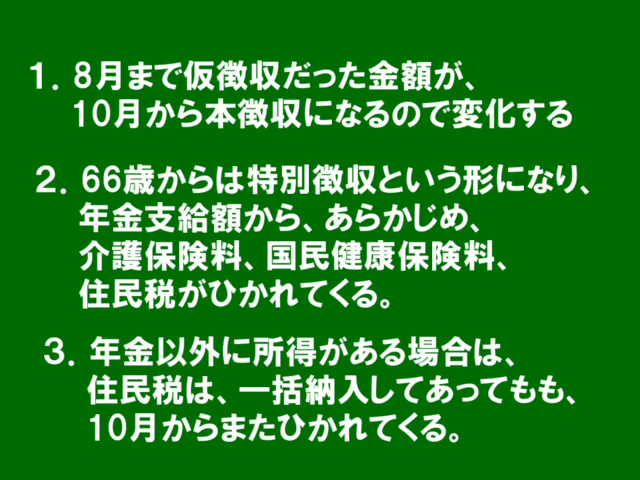 １．８月まで仮徴収だった金額が、
10月から本徴収になるので変化する
２．66歳からは特別徴収という形になり、
年金支給額から、あらかじめ、
介護保険料、国民健康保険料、
住民税がひかれてくる。
３．年金以外に所得がある場合は、
住民税は、一括納入してあってもも、
10月からまたひかれてくる。